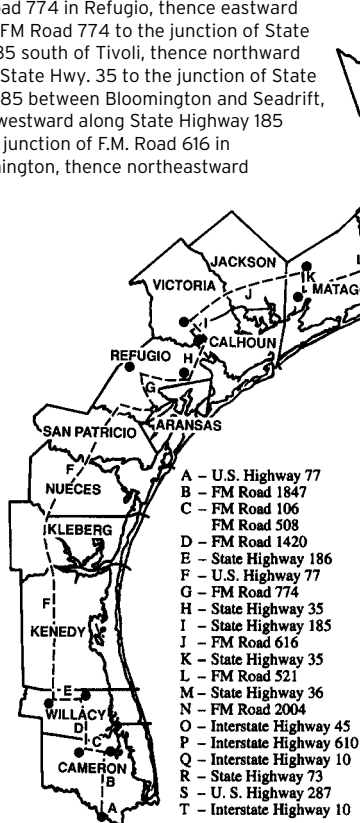 oad 774 in Refugio, thence eastward
FM Road 774 to the junction of State
35 south of Tivoli, thence northward
State Hwy. 35 to the junction of State
185 between Bloomington and Seadrift,
westward along State Highway 185
junction of F.M. Road 616 in
mington, thence northeastward
JACKSON
K
L
VICTORIA
J
MATAGO
I
CALHOUN
REFUGIO
H
G
ARANSAS
SAN PATRICIO
F
NUECES
KLEBERG
F
KENEDY
E
WILLACY
D
C
CAMERON
B
A
A – U.S. Highway 77
B – FM Road 1847
C – FM Road 106
FM Road 508
D – FM Road 1420
E – State Highway 186
F – U.S. Highway 77
G – FM Road 774
H – State Highway 35
I – State Highway 185
J – FM Road 616
K – State Highway 35
L – FM Road 521
M – State Highway 36
N – FM Road 2004
O – Interstate Highway 45
P – Interstate Highway 610
Q – Interstate Highway 10
R – State Highway 73
S – U. S. Highway 287
T – Interstate Highway 10